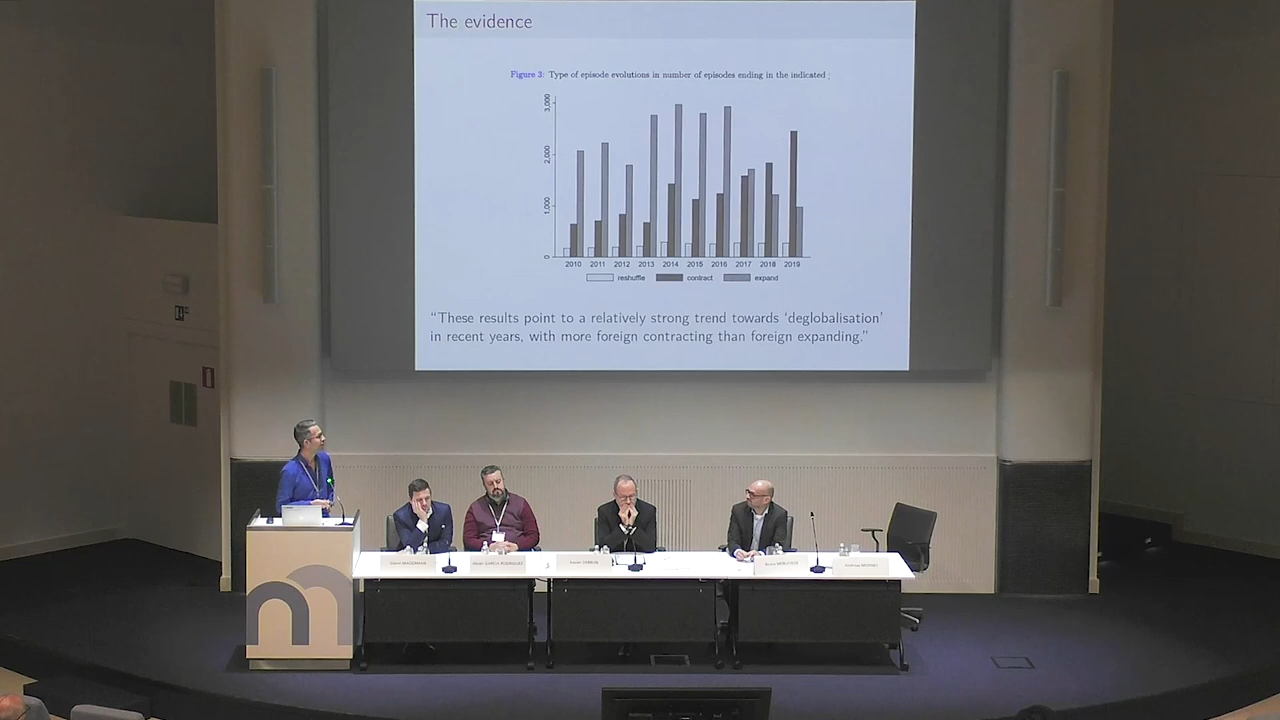 The evidence
Figure 3: Type of episode evolutions in number of episodes ending in the indicated
3,000
2,000
1,000
0
2010 2011 2012 2013 2014 2015 2016 2017 2018 2019
reshuffle contract expand
“These results point to a relatively strong trend towards ‘deglobalisation’
in recent years, with more foreign contracting than foreign expanding.”